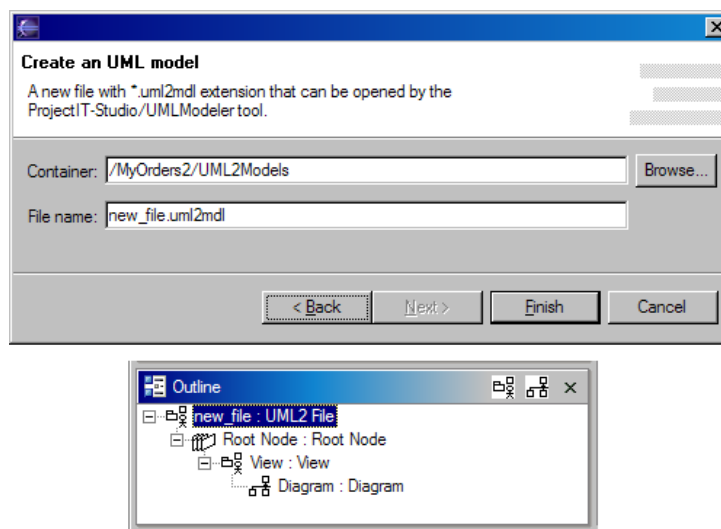 Create an UML model
A new file with *.uml2mdl extension that can be opened by the
ProjectIT-Studio/UMLModeler tool.
Container: /MyOrders2/UML2Models Browse...
File name: new_file.uml2mdl
< Back Next > Finish Cancel
Outline
new_file : UML2 File
Root Node : Root Node
View : View
Diagram : Diagram